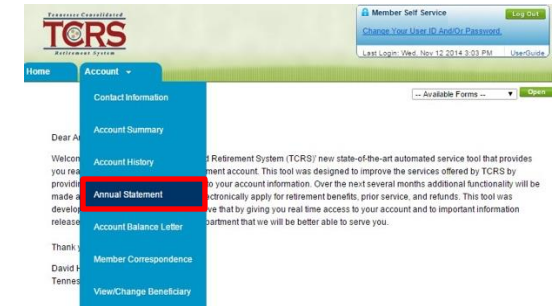 Tennessee Consolidated
TCRS
Retirement System
Member Self Service
Log Out
Change Your User ID And/Or Password.
Last Login: Wed, Nov 12 2014 3:03 PM
UserGuide
Home
Account
-- Available Forms --
Open
Contact Information
Account Summary
Account History
Annual Statement
Account Balance Letter
Member Correspondence
View/Change Beneficiary
Dear A
Welcon d Retirement System (TCRS)' new state-of-the-art automated service tool that provides
you rea ment account. This tool was designed to improve the services offered by TCRS by
providin to your account information. Over the next several months additional functionality will be
made a ectronically apply for retirement benefits, prior service, and refunds. This tool was
develop ve that by giving you real time access to your account and to important information
release partment that we will be better able to serve you.
Thank y
David H
Tennes